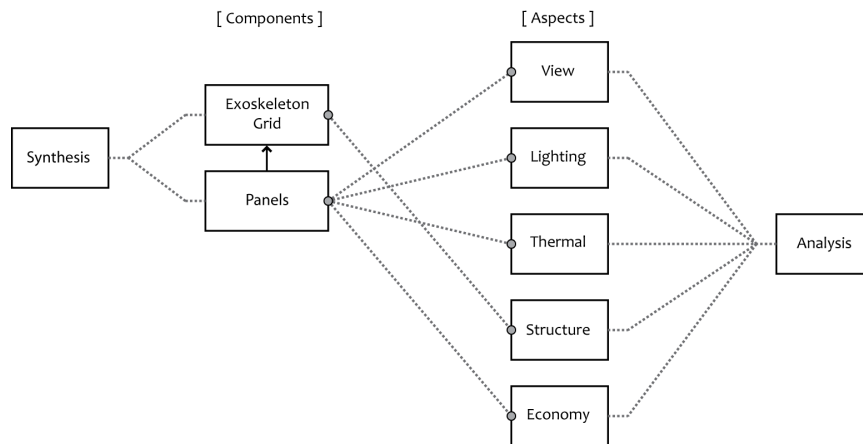 [ Components ]
[ Aspects ]
View
Exoskeleton
Grid
Synthesis
Lighting
Panels
Thermal
Analysis
Structure
Economy